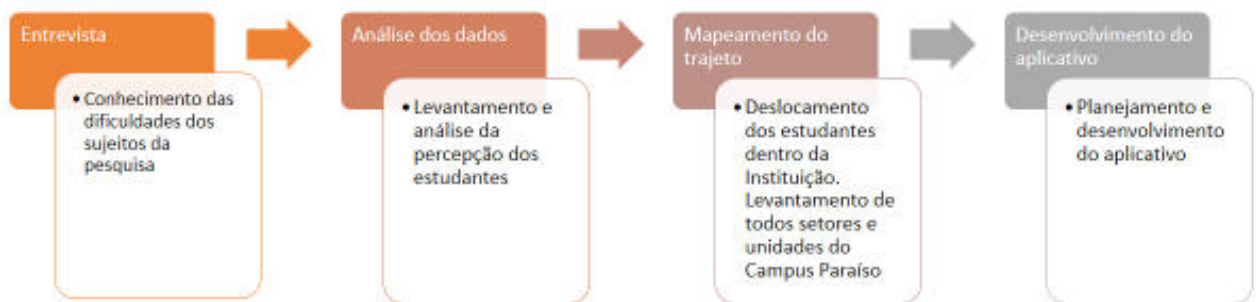 Entrevista
• Conhecimento das
dificuldades dos
sujeitos da
pesquisa
Análise dos dados
• Levantamento e
análise da
percepção dos
estudantes
Mapeamento do
trajeto
• Deslocamento
dos estudantes
dentro da
Instituição.
Levantamento de
todos setores e
unidades do
Campus Paraíso
Desenvolvimento do
aplicativo
• Planejamento e
desenvolvimento
do aplicativo